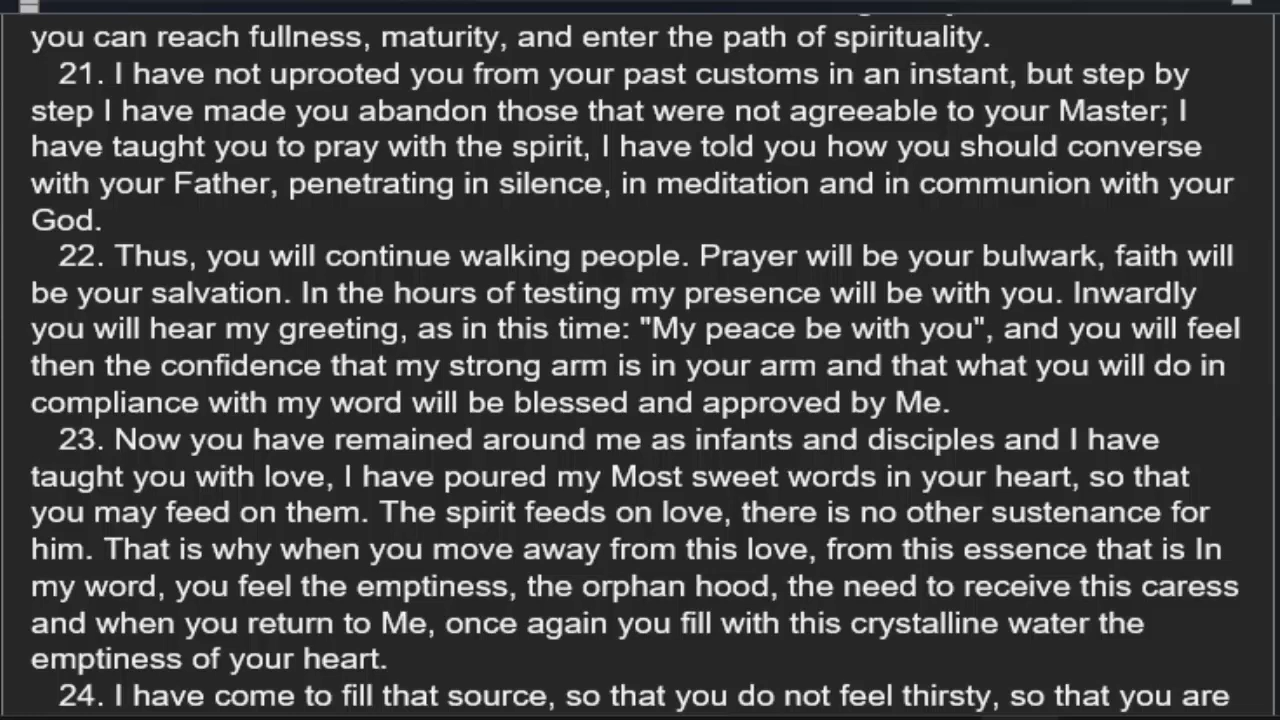 you can reach fullness, maturity, and enter the path of spirituality.
21. I have not uprooted you from your past customs in an instant, but step by
step I have made you abandon those that were not agreeable to your Master; I
have taught you to pray with the spirit, I have told you how you should converse
with your Father, penetrating in silence, in meditation and in communion with your
God.
22. Thus, you will continue walking people. Prayer will be your bulwark, faith will
be your salvation. In the hours of testing my presence will be with you. Inwardly
you will hear my greeting, as in this time: "My peace be with you", and you will feel
then the confidence that my strong arm is in your arm and that what you will do in
compliance with my word will be blessed and approved by Me.
23. Now you have remained around me as infants and disciples and I have
taught you with love, I have poured my Most sweet words in your heart, so that
you may feed on them. The spirit feeds on love, there is no other sustenance for
him. That is why when you move away from this love, from this essence that is In
my word, you feel the emptiness, the orphan hood, the need to receive this caress
and when you return to Me, once again you fill with this crystalline water the
emptiness of your heart.
24. I have come to fill that source, so that you do not feel thirsty, so that you are